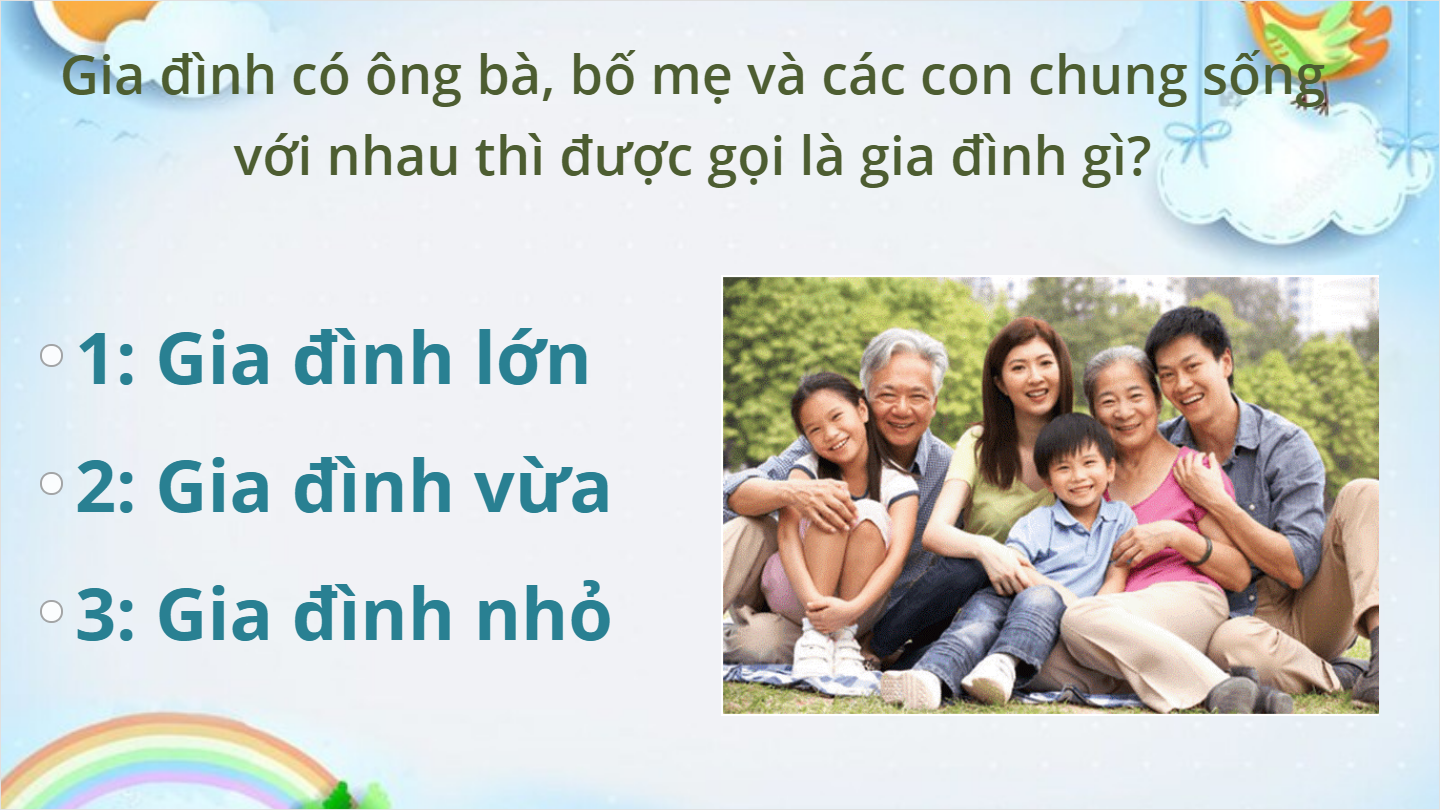 Gia đình có ông bà, bố mẹ và các con chung sống
với nhau thì được gọi là gia đình gì?
1: Gia đình lớn
2: Gia đình vừa
3: Gia đình nhỏ